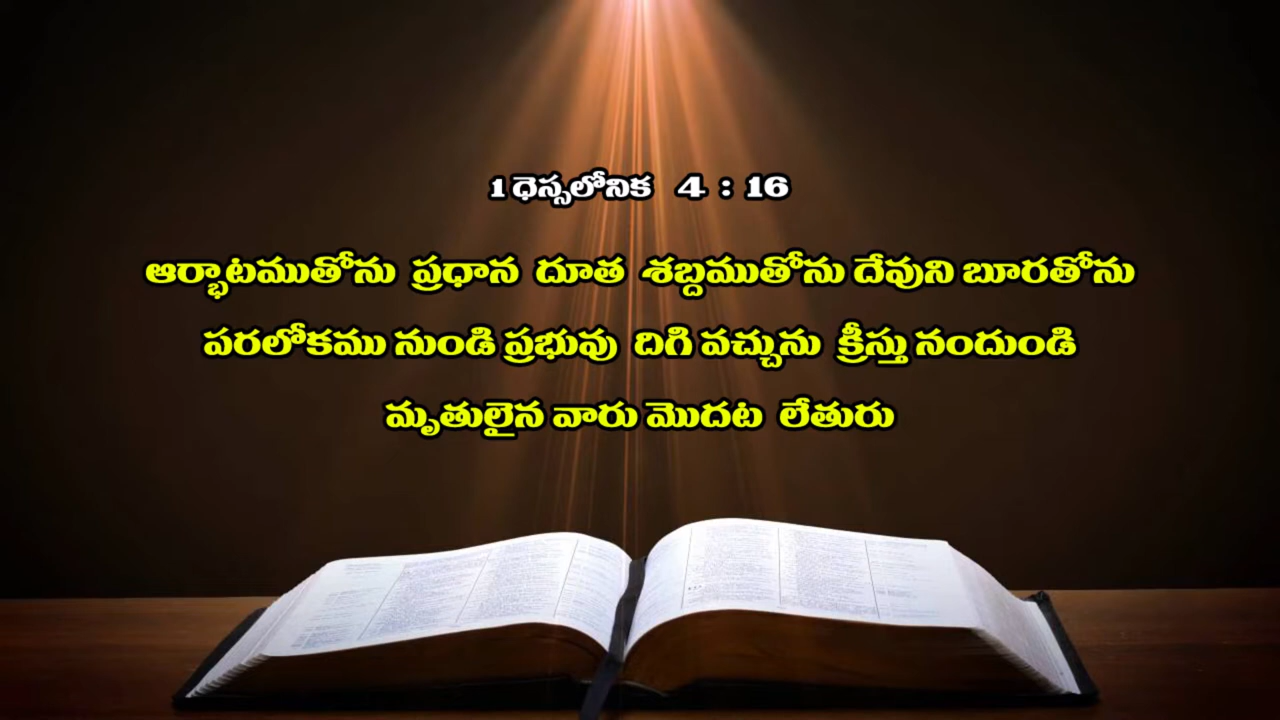 1 ధెస్సలోనిక 4 : 16
ఆర్భాటముతోను ప్రధాన దూత శబ్దముతోను దేవుని బూరతోను
పరలోకము నుండి ప్రభువు దిగి వచ్చును క్రీస్తు నందుండి
మృతులైన వారు మొదట లేతురు